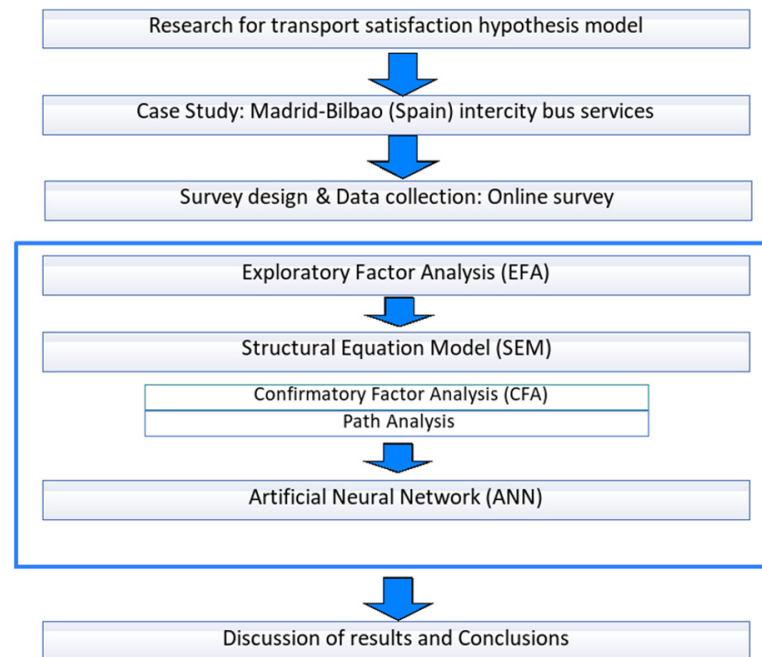 Research for transport satisfaction hypothesis model
Case Study: Madrid-Bilbao (Spain) intercity bus services
Survey design & Data collection: Online survey
Exploratory Factor Analysis (EFA)
Structural Equation Model (SEM)
Confirmatory Factor Analysis (CFA)
Path Analysis
Artificial Neural Network (ANN)
Discussion of results and Conclusions